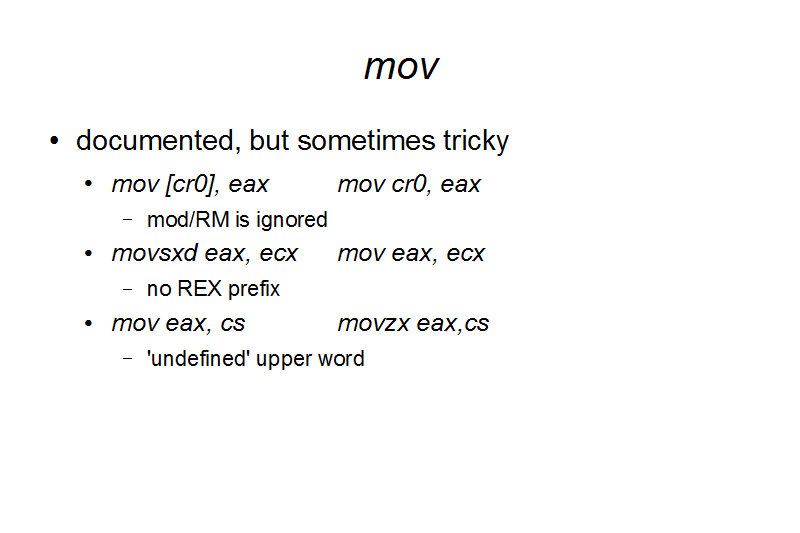 mov
• documented, but sometimes tricky
• mov [cr0], eax mov cr0, eax
– mod/RM is ignored
• movsxd eax, ecx mov eax, ecx
– no REX prefix
• mov eax, cs movzx eax,cs
– 'undefined' upper word